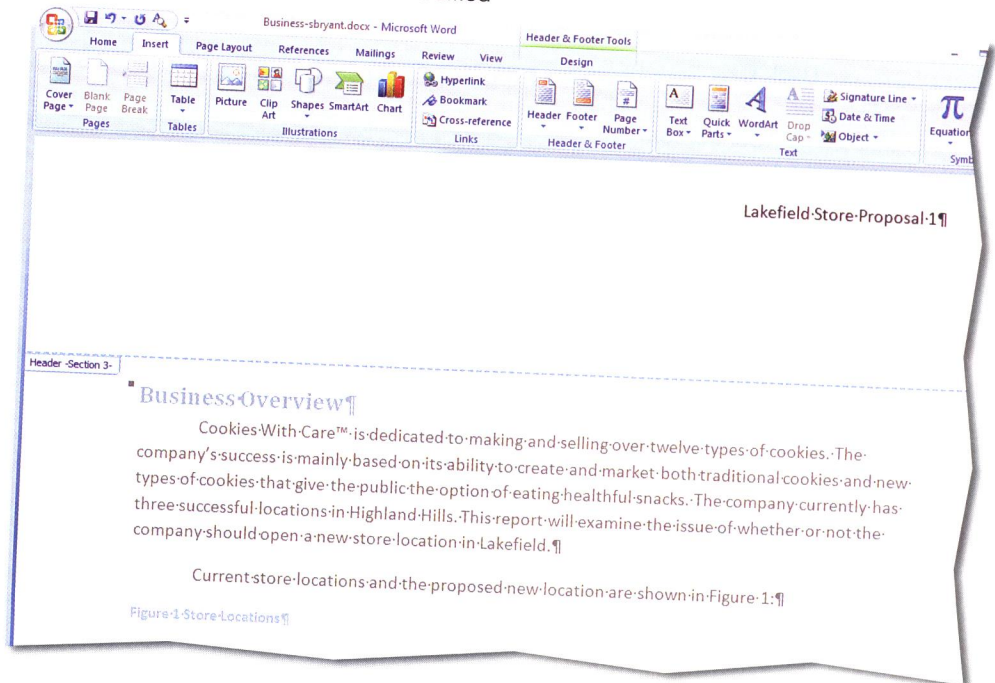 Business-sbryant.docx - Microsoft Word
Header & Footer Tools
Home Insert Page Layout References Mailings Review View Design
Cover Page
Blank Page
Page Break
Pages
Table
Tables
Picture
Clip Art
Shapes
SmartArt
Chart
Illustrations
Hyperlink
Bookmark
Cross-reference
Links
Header
Footer
Page Number
Header & Footer
Text Box
Quick Parts
WordArt
Drop Cap
Signature Line
Date & Time
Object
Text
π
Equation
Lakefield·Store·Proposal·1¶
Header -Section 3-
Business·Overview¶
Cookies·With·Care™·is·dedicated·to·making·and·selling·over·twelve·types·of·cookies.·The·
company's·success·is·mainly·based·on·its·ability·to·create·and·market·both·traditional·cookies·and·new·
types·of·cookies·that·give·the·public·the·option·of·eating·healthful·snacks.·The·company·currently·has·
three·successful·locations·in·Highland·Hills.·This·report·will·examine·the·issue·of·whether·or·not·the·
company·should·open·a·new·store·location·in·Lakefield.¶
Current·store·locations·and·the·proposed·new·location·are·shown·in·Figure·1:¶
Figure·1·Store·Locations¶